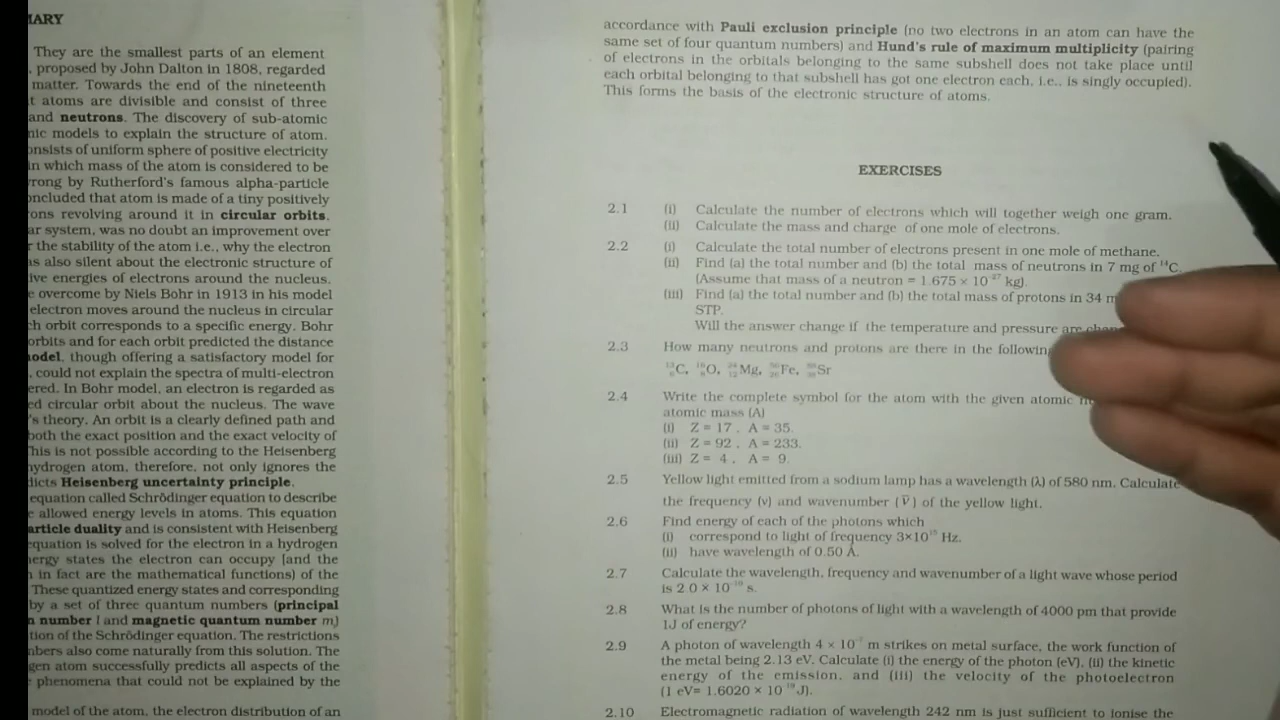 IARY
They are the smallest parts of an element
, proposed by John Dalton in 1808, regarded
matter. Towards the end of the nineteenth
t atoms are divisible and consist of three
and neutrons. The discovery of sub-atomic
nic models to explain the structure of atom.
onsists of uniform sphere of positive electricity
in which mass of the atom is considered to be
rong by Rutherford's famous alpha-particle
oncluded that atom is made of a tiny positively
ons revolving around it in circular orbits.
ar system, was no doubt an improvement over
r the stability of the atom i.e., why the electron
as also silent about the electronic structure of
ive energies of electrons around the nucleus.
e overcome by Niels Bohr in 1913 in his model
electron moves around the nucleus in circular
ch orbit corresponds to a specific energy. Bohr
orbits and for each orbit predicted the distance
odel, though offering a satisfactory model for
, could not explain the spectra of multi-electron
ered. In Bohr model, an electron is regarded as
ed circular orbit about the nucleus. The wave
's theory. An orbit is a clearly defined path and
both the exact position and the exact velocity of
This is not possible according to the Heisenberg
hydrogen atom, therefore, not only ignores the
dicts Heisenberg uncertainty principle.
equation called Schrödinger equation to describe
e allowed energy levels in atoms. This equation
article duality and is consistent with Heisenberg
equation is solved for the electron in a hydrogen
nergy states the electron can occupy [and the
n in fact are the mathematical functions) of the
These quantized energy states and corresponding
by a set of three quantum numbers (principal
n number l and magnetic quantum number m)
tion of the Schrödinger equation. The restrictions
nbers also come naturally from this solution. The
gen atom successfully predicts all aspects of the
e phenomena that could not be explained by the
model of the atom, the electron distribution of an
accordance with Pauli exclusion principle (no two electrons in an atom can have the
same set of four quantum numbers) and Hund's rule of maximum multiplicity (pairing
of electrons in the orbitals belonging to the same subshell does not take place until
each orbital belonging to that subshell has got one electron each, i.e., is singly occupied).
This forms the basis of the electronic structure of atoms.
EXERCISES
2.1 (i) Calculate the number of electrons which will together weigh one gram.
(ii) Calculate the mass and charge of one mole of electrons.
2.2 (i) Calculate the total number of electrons present in one mole of methane.
(ii) Find (a) the total number and (b) the total mass of neutrons in 7 mg of ¹⁴C.
(Assume that mass of a neutron = 1.675 × 10⁻²⁷ kg).
(iii) Find (a) the total number and (b) the total mass of protons in 34 m
STP.
Will the answer change if the temperature and pressure are chan
2.3 How many neutrons and protons are there in the followin
C, O, Mg, Fe, Sr
2.4 Write the complete symbol for the atom with the given atomic
atomic mass (A)
(i) Z = 17 , A = 35.
(ii) Z = 92 , A = 233.
(iii) Z = 4 , A = 9.
2.5 Yellow light emitted from a sodium lamp has a wavelength (λ) of 580 nm. Calculate
the frequency (ν) and wavenumber (ν̅) of the yellow light.
2.6 Find energy of each of the photons which
(i) correspond to light of frequency 3×10¹⁵ Hz.
(ii) have wavelength of 0.50 Å.
2.7 Calculate the wavelength, frequency and wavenumber of a light wave whose period
is 2.0 × 10⁻¹⁰ s.
2.8 What is the number of photons of light with a wavelength of 4000 pm that provide
1J of energy?
2.9 A photon of wavelength 4 × 10⁻⁷ m strikes on metal surface, the work function of
the metal being 2.13 eV. Calculate (i) the energy of the photon (eV), (ii) the kinetic
energy of the emission, and (iii) the velocity of the photoelectron
(1 eV= 1.6020 × 10⁻¹⁹ J).
2.10 Electromagnetic radiation of wavelength 242 nm is just sufficient to ionise the